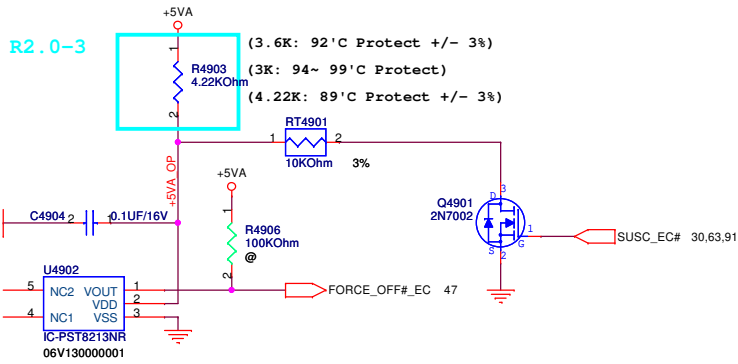 +5VA
R2.0-3
1
R4903
4.22KOhm
2
(3.6K: 92'C Protect +/- 3%)
(3K: 94~ 99'C Protect)
(4.22K: 89'C Protect +/- 3%)
RT4901
1
2
10KOhm
3%
+5VA_OP
+5VA
1
R4906
100KOhm
@
2
C4904
2
1
0.1UF/16V
Q4901
2N7002
D
3
G
1
S
2
SUSC_EC# 30,63,91
U4902
5 NC2 VOUT 1
VDD 2
4 NC1 VSS 3
IC-PST8213NR
06V130000001
FORCE_OFF#_EC 47